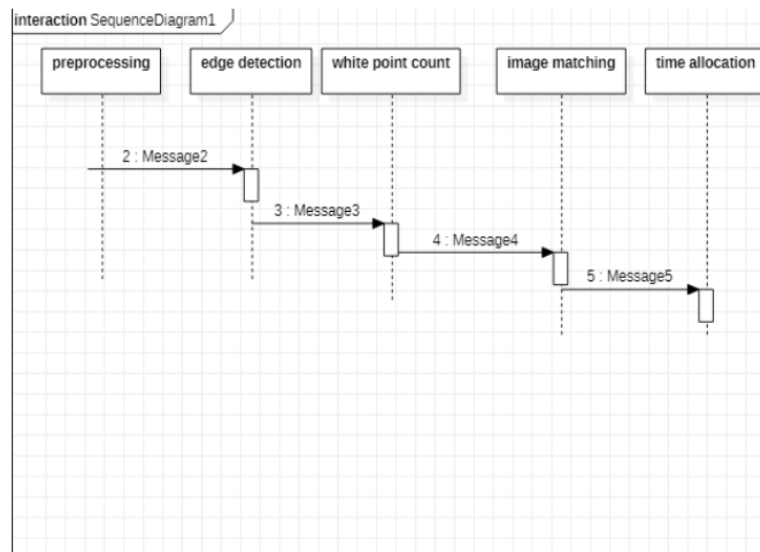 interaction SequenceDiagram1
preprocessing
edge detection
white point count
image matching
time allocation
2 : Message2
3 : Message3
4 : Message4
5 : Message5